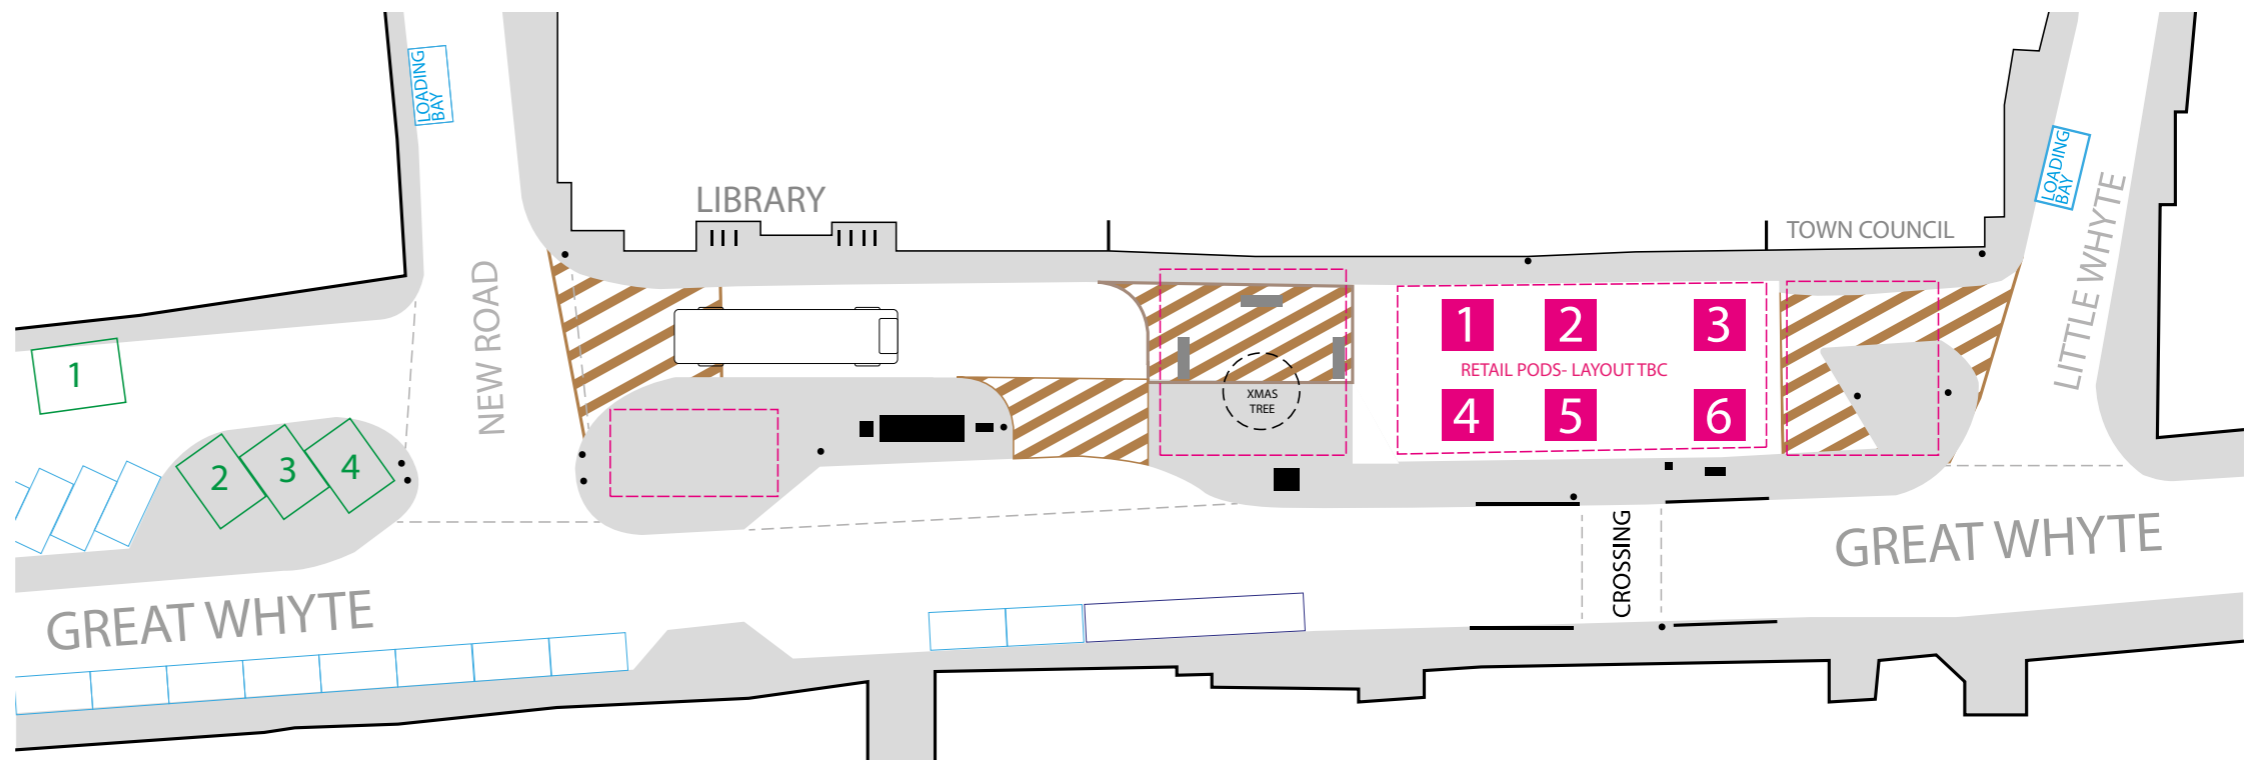 LOADING
BAY
LOADING
BAY
LIBRARY
TOWN COUNCIL
LITTLE WHYTE
NEW ROAD
1
2
3
4
1 2 3
RETAIL PODS- LAYOUT TBC
4 5 6
XMAS
TREE
CROSSING
GREAT WHYTE
GREAT WHYTE